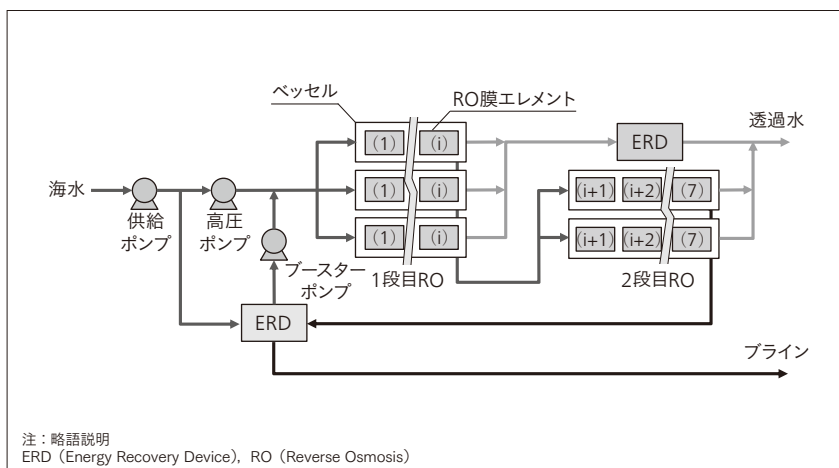 ベッセル
RO膜エレメント
透過水
(1)
(i)
ERD
海水
(1)
(i)
(i+1)
(i+2)
(7)
供給
ポンプ
高圧
ポンプ
(1)
(i)
(i+1)
(i+2)
(7)
ブースター
ポンプ
1段目RO
2段目RO
ERD
ブライン
注：略語説明
ERD（Energy Recovery Device），RO（Reverse Osmosis）